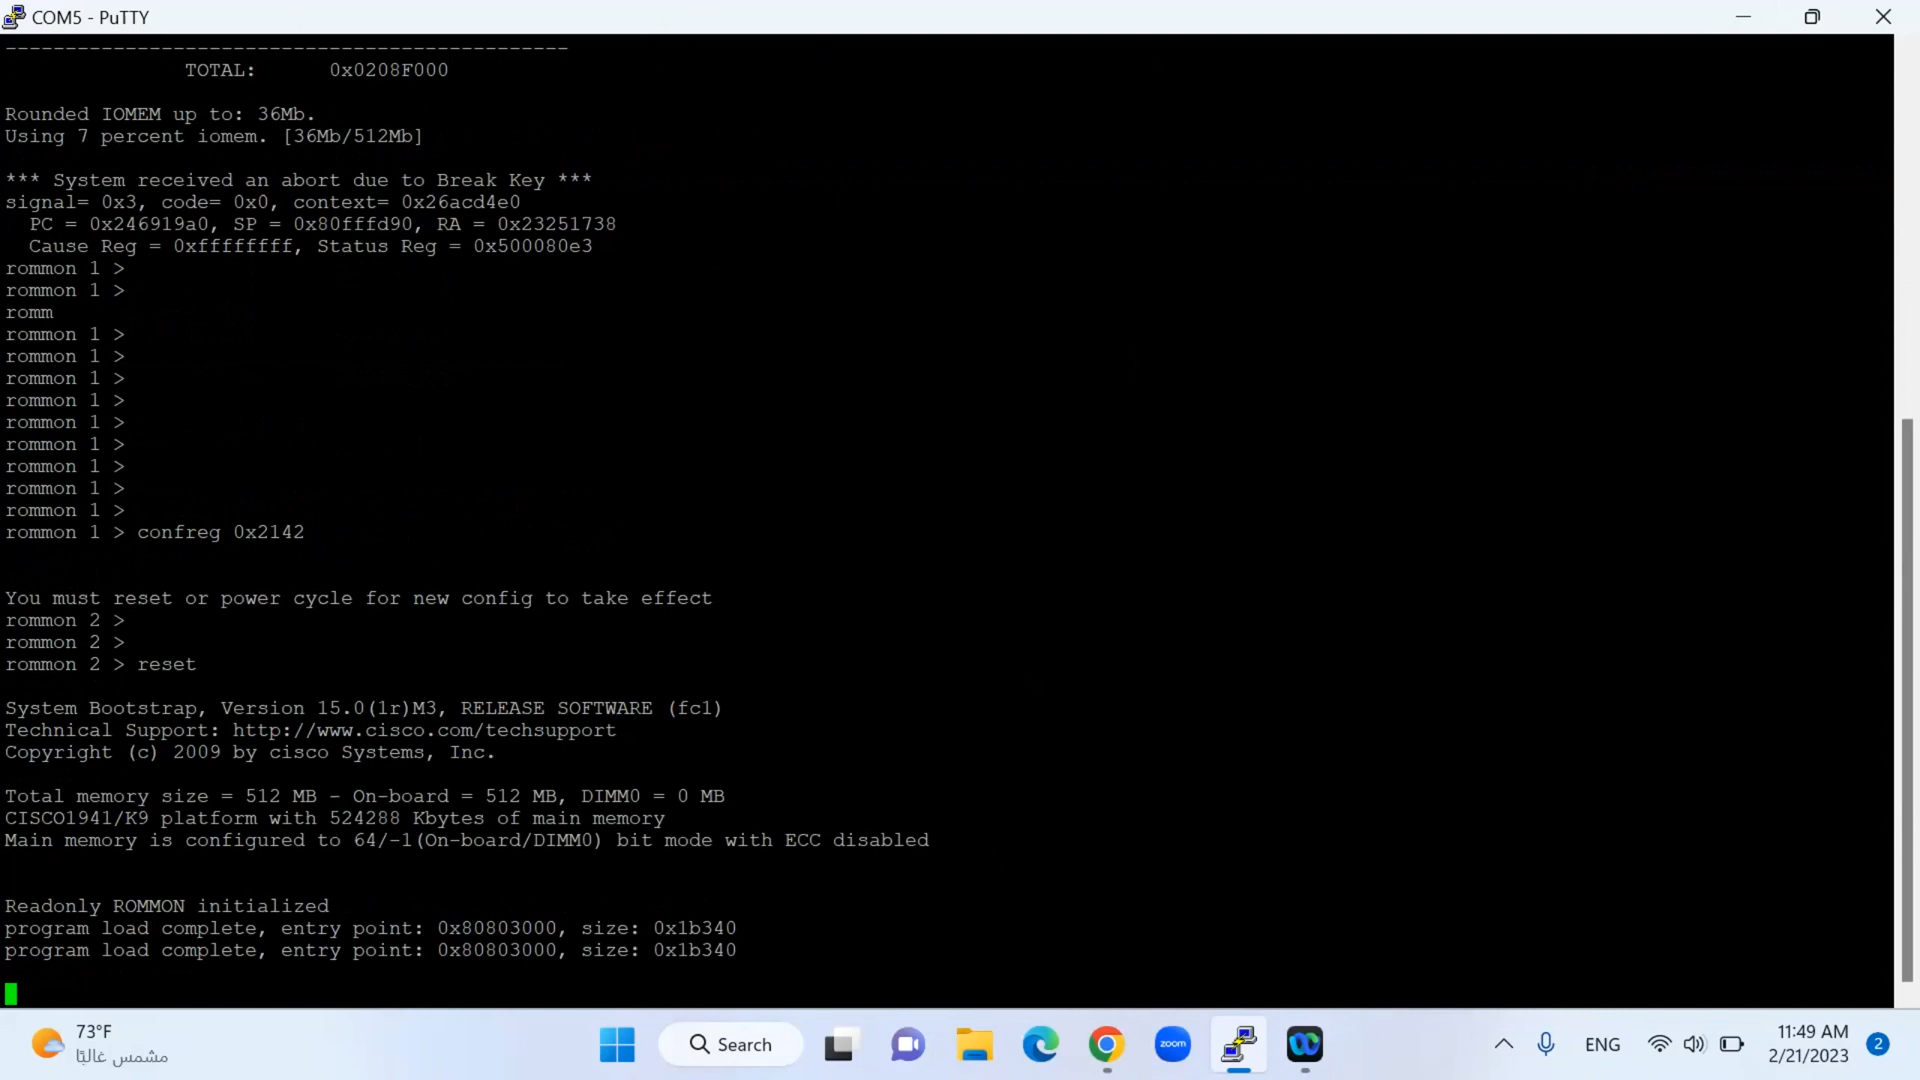 COM5 - PuTTY
-----------------------------------------------
TOTAL: 0x0208F000
Rounded IOMEM up to: 36Mb.
Using 7 percent iomem. [36Mb/512Mb]
*** System received an abort due to Break Key ***
signal= 0x3, code= 0x0, context= 0x26acd4e0
PC = 0x246919a0, SP = 0x80fffd90, RA = 0x23251738
Cause Reg = 0xffffffff, Status Reg = 0x500080e3
rommon 1 >
rommon 1 >
romm
rommon 1 >
rommon 1 >
rommon 1 >
rommon 1 >
rommon 1 >
rommon 1 >
rommon 1 >
rommon 1 >
rommon 1 >
rommon 1 > confreg 0x2142
You must reset or power cycle for new config to take effect
rommon 2 >
rommon 2 >
rommon 2 > reset
System Bootstrap, Version 15.0(1r)M3, RELEASE SOFTWARE (fc1)
Technical Support: http://www.cisco.com/techsupport
Copyright (c) 2009 by cisco Systems, Inc.
Total memory size = 512 MB - On-board = 512 MB, DIMM0 = 0 MB
CISCO1941/K9 platform with 524288 Kbytes of main memory
Main memory is configured to 64/-1(On-board/DIMM0) bit mode with ECC disabled
Readonly ROMMON initialized
program load complete, entry point: 0x80803000, size: 0x1b340
program load complete, entry point: 0x80803000, size: 0x1b340
73°F
مشمس غالبًا
Search
zoom
ENG
11:49 AM
2/21/2023
2